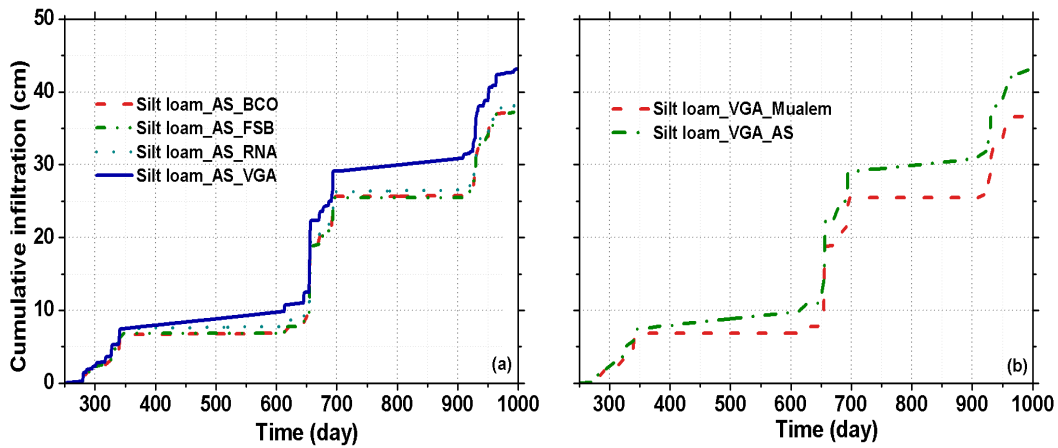 Cumulative infiltration (cm)
50
40
30
20
10
0
Silt loam_AS_BCO
Silt loam_AS_FSB
Silt loam_AS_RNA
Silt loam_AS_VGA
(a)
300 400 500 600 700 800 900 1000
Time (day)
Silt loam_VGA_Mualem
Silt loam_VGA_AS
(b)
300 400 500 600 700 800 900 1000
Time (day)